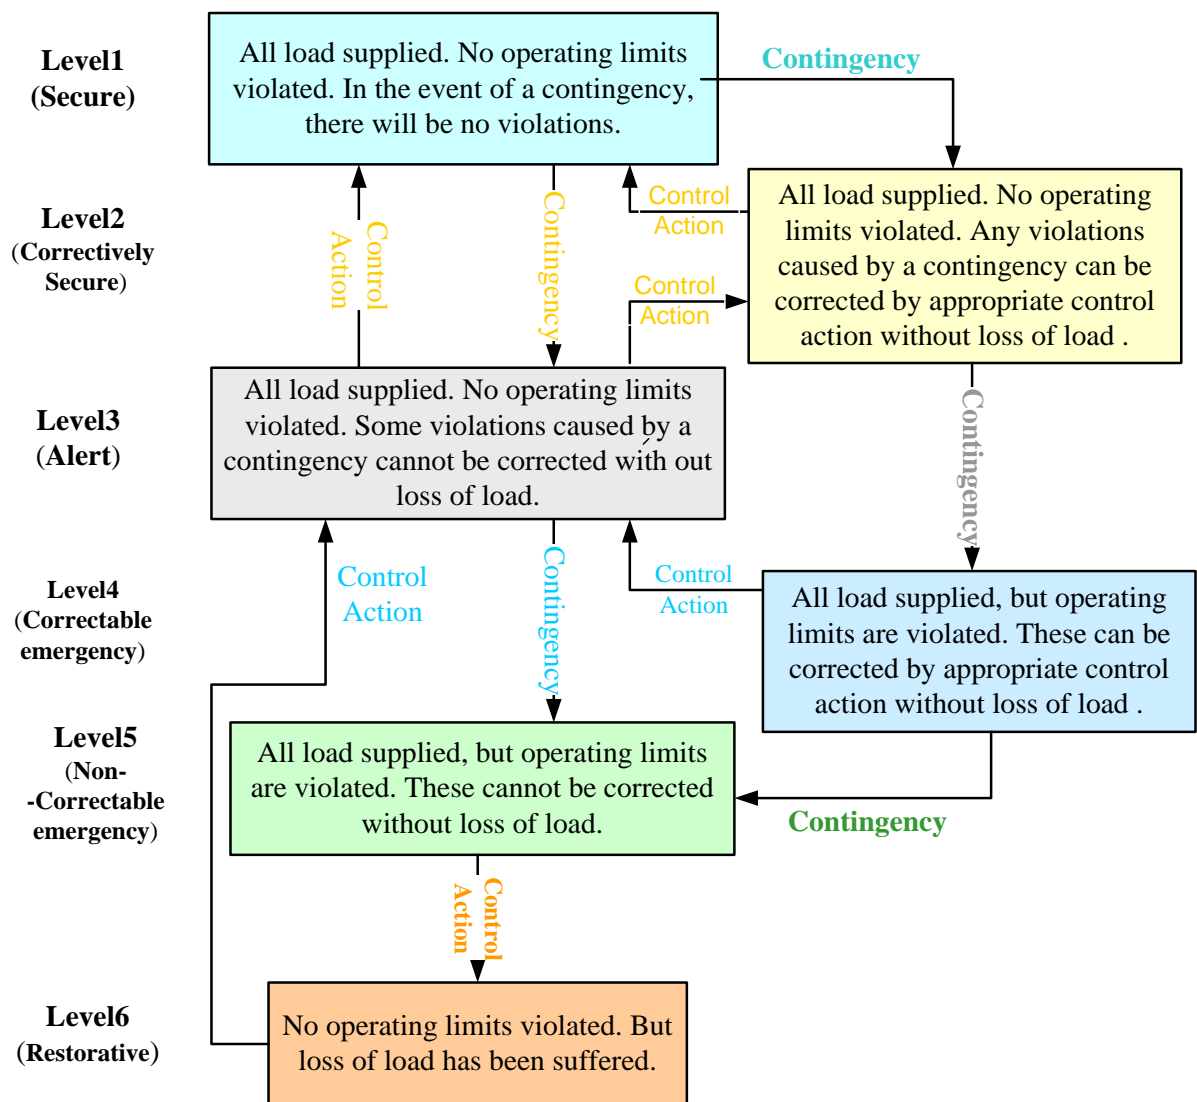 Level1
(Secure)
All load supplied. No operating limits
violated. In the event of a contingency,
there will be no violations.
Contingency
Level2
(Correctively
Secure)
Control
Action
Contingency
Control
Action
All load supplied. No operating
limits violated. Any violations
caused by a contingency can be
corrected by appropriate control
action without loss of load .
Control
Action
Level3
(Alert)
All load supplied. No operating limits
violated. Some violations caused by a
contingency cannot be corrected with out
loss of load.
Contingency
Level4
(Correctable
emergency)
Control
Action
Contingency
Control
Action
All load supplied, but operating
limits are violated. These can be
corrected by appropriate control
action without loss of load .
Level5
(Non-
-Correctable
emergency)
All load supplied, but operating limits
are violated. These cannot be corrected
without loss of load.
Contingency
Control
Action
Level6
(Restorative)
No operating limits violated. But
loss of load has been suffered.